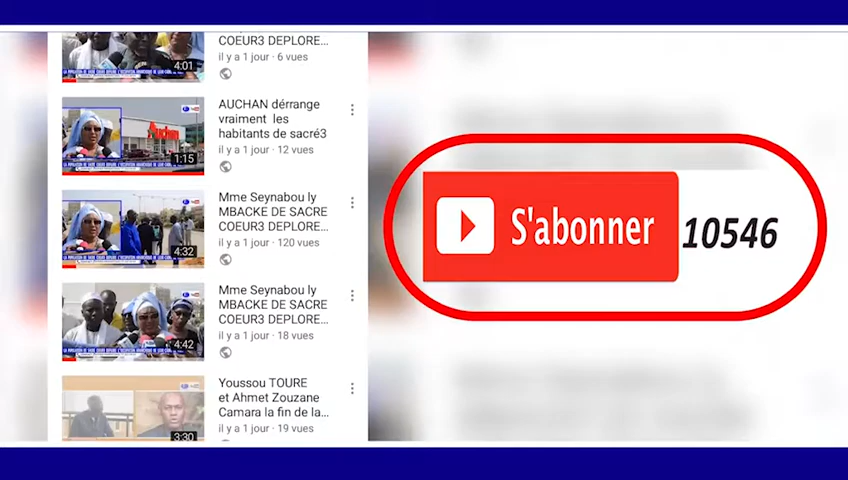 COEUR3 DEPLORE...
il y a 1 jour · 6 vues
4:01
AUCHAN dérrange
vraiment les
habitants de sacré3
il y a 1 jour · 12 vues
Auchan
1:15
Mme Seynabou ly
MBACKE DE SACRE
COEUR3 DEPLORE...
il y a 1 jour · 120 vues
4:32
Mme Seynabou ly
MBACKE DE SACRE
COEUR3 DEPLORE...
il y a 1 jour · 18 vues
4:42
Youssou TOURE
et Ahmet Zouzane
Camara la fin de la...
il y a 1 jour · 19 vues
3:30
S'abonner 10546